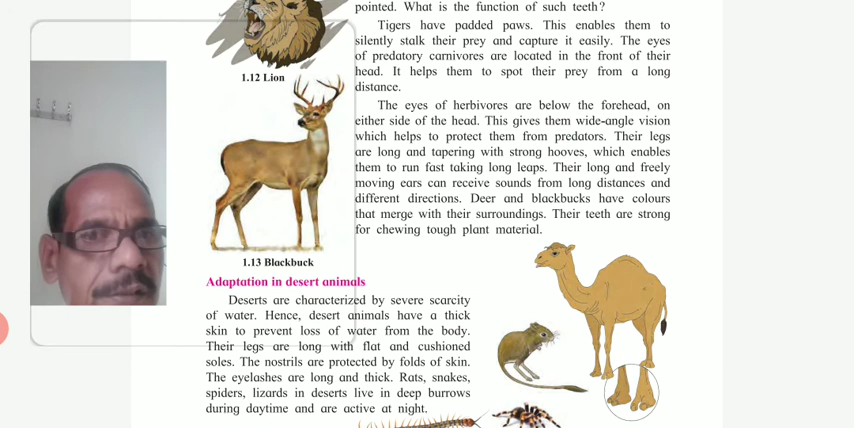 pointed. What is the function of such teeth?
Tigers have padded paws. This enables them to
silently stalk their prey and capture it easily. The eyes
of predatory carnivores are located in the front of their
head. It helps them to spot their prey from a long
distance.
1.12 Lion
The eyes of herbivores are below the forehead, on
either side of the head. This gives them wide-angle vision
which helps to protect them from predators. Their legs
are long and tapering with strong hooves, which enables
them to run fast taking long leaps. Their long and freely
moving ears can receive sounds from long distances and
different directions. Deer and blackbucks have colours
that merge with their surroundings. Their teeth are strong
for chewing tough plant material.
1.13 Blackbuck
Adaptation in desert animals
Deserts are characterized by severe scarcity
of water. Hence, desert animals have a thick
skin to prevent loss of water from the body.
Their legs are long with flat and cushioned
soles. The nostrils are protected by folds of skin.
The eyelashes are long and thick. Rats, snakes,
spiders, lizards in deserts live in deep burrows
during daytime and are active at night.